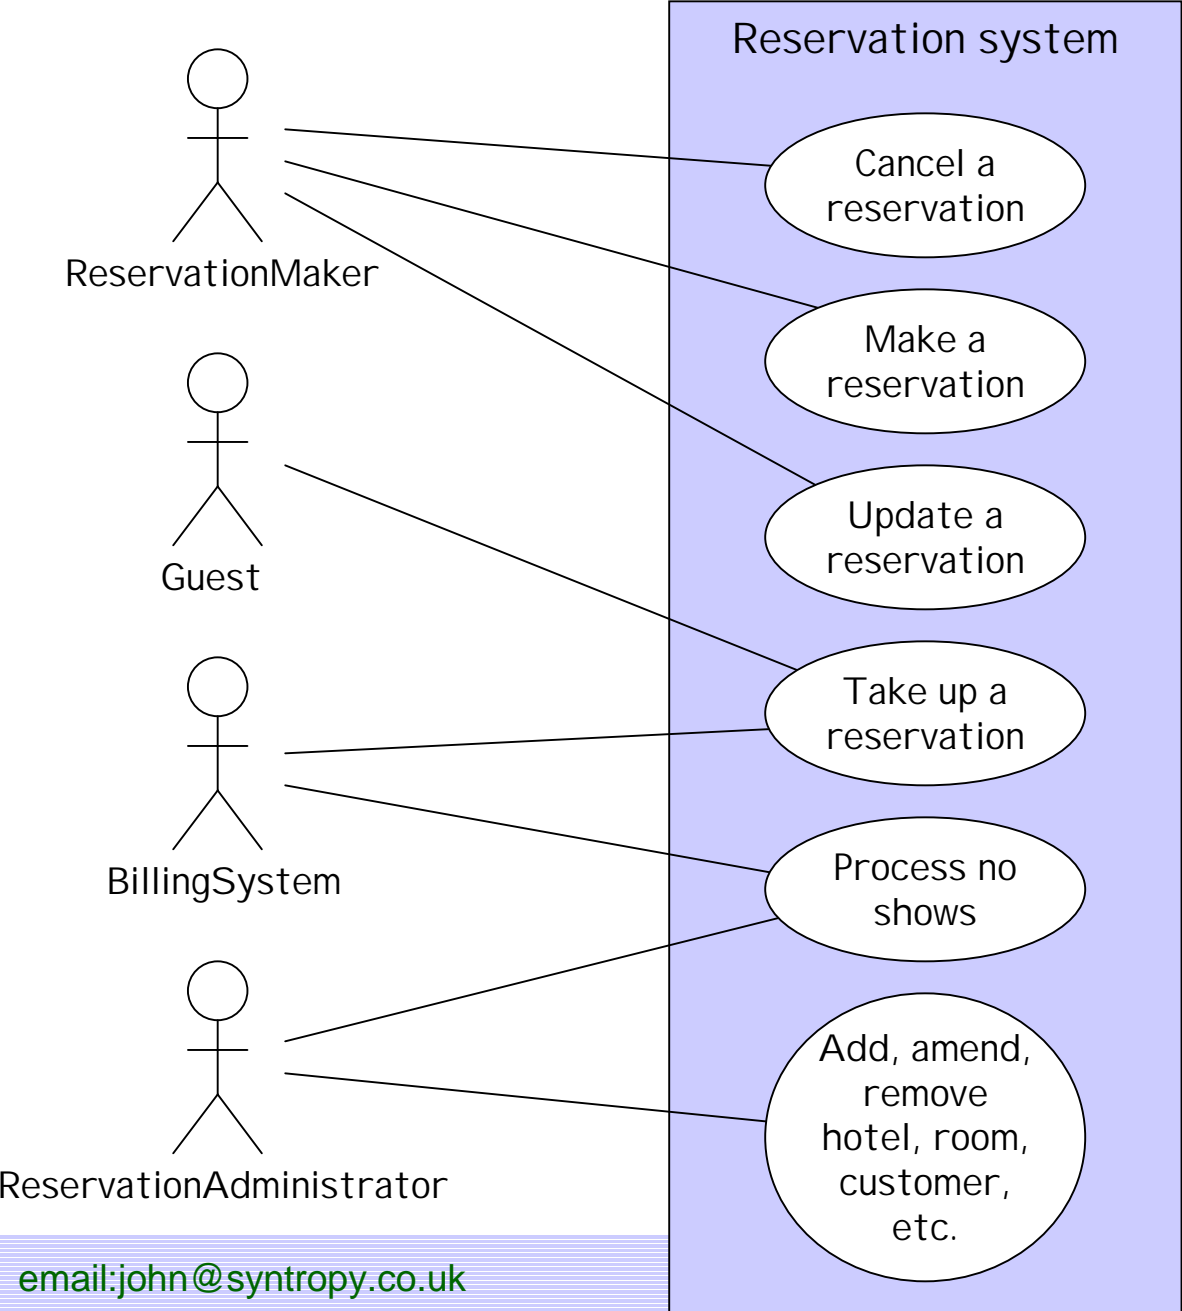 Reservation system
Cancel a
reservation
ReservationMaker
Make a
reservation
Update a
reservation
Guest
Take up a
reservation
BillingSystem
Process no
shows
Add, amend,
remove
hotel, room,
customer,
etc.
ReservationAdministrator
email:john@syntropy.co.uk